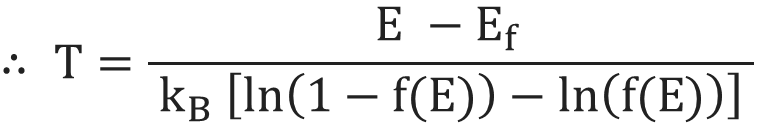 ∴ T = (E − E_f) / (k_B [ln(1 − f(E)) − ln(f(E))])